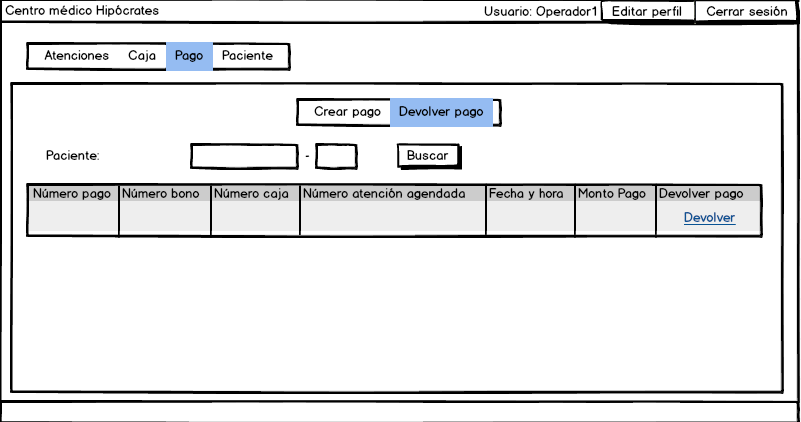 Centro médico Hipócrates Usuario: Operador1 Editar perfil Cerrar sesión
Atenciones Caja Pago Paciente
Crear pago Devolver pago
Paciente: - Buscar
Número pago Número bono Número caja Número atención agendada Fecha y hora Monto Pago Devolver pago
Devolver